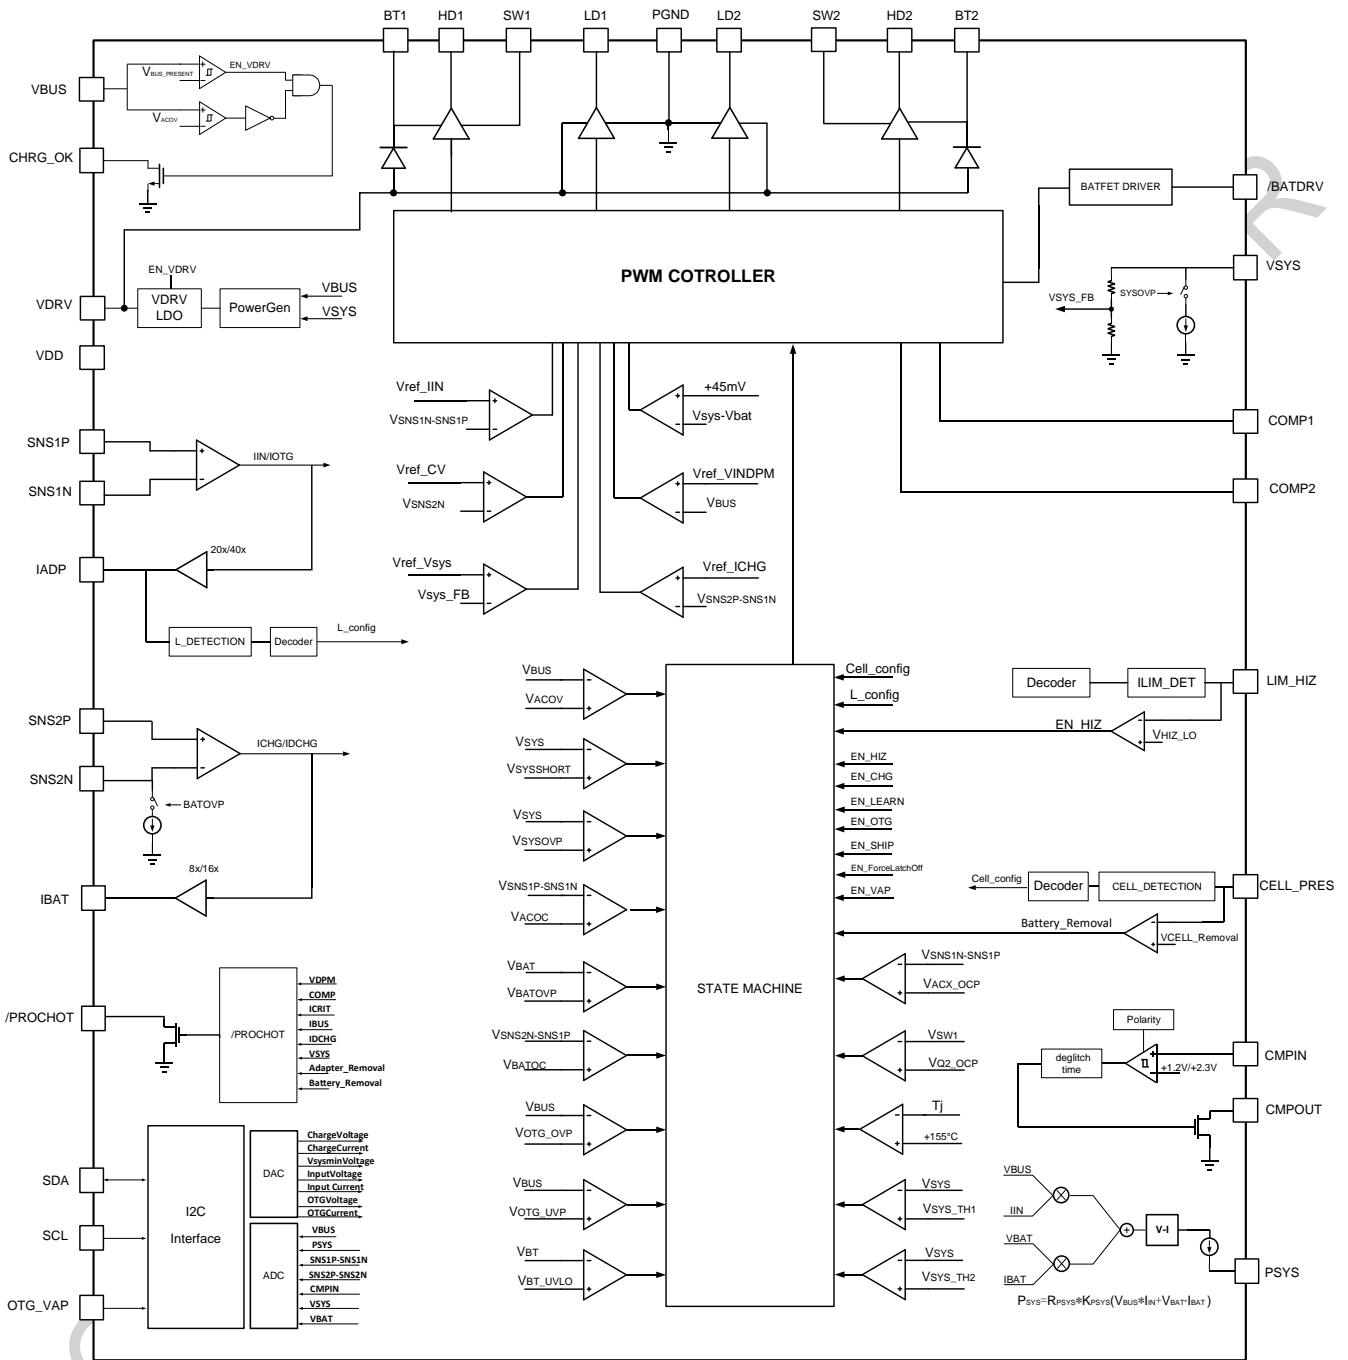 BT1 HD1 SW1 LD1 PGND LD2 SW2 HD2 BT2
VBUS
VBUS_PRESENT
EN_VDRV
VACOV
CHRG_OK
BATFET DRIVER
/BATDRV
PWM COTROLLER
VSYS
SYSOVP
VSYS_FB
EN_VDRV
VDRV
VDRV LDO
PowerGen
VBUS
VSYS
VDD
Vref_IIN
VSNS1N-SNS1P
+45mV
Vsys-Vbat
COMP1
SNS1P
SNS1N
IIN/IOTG
Vref_CV
VSNS2N
Vref_VINDPM
VBUS
COMP2
IADP
20x/40x
Vref_Vsys
Vsys_FB
Vref_ICHG
VSNS2P-SNS1N
L_DETECTION
Decoder
L_config
VBUS
VACOV
Cell_config
L_config
Decoder
ILIM_DET
LIM_HIZ
EN_HIZ
VHIZ_LO
SNS2P
SNS2N
ICHG/IDCHG
BATOVP
VSYS
VSYSSHORT
EN_HIZ
EN_CHG
EN_LEARN
EN_OTG
EN_SHIP
EN_ForceLatchOff
EN_VAP
VSYS
VSYSOVP
IBAT
8x/16x
VSNS1P-SNS1N
VACOC
Cell_config
Decoder
CELL_DETECTION
CELL_PRES
Battery_Removal
VCELL_Removal
STATE MACHINE
VBAT
VBATOVP
VSNS1N-SNS1P
VACX_OCP
/PROCHOT
/PROCHOT
VDPM
COMP
ICRIT
IBUS
IDCHG
VSYS
Adapter_Removal
Battery_Removal
VSNS2N-SNS1P
VBATOC
VSW1
VQ2_OCP
Polarity
deglitch
time
+1.2V/+2.3V
CMPIN
CMPOUT
VBUS
VOTG_OVP
Tj
+155°C
SDA
SCL
OTG_VAP
I2C
Interface
DAC
ChargeVoltage
ChargeCurrent
VsysminVoltage
InputVoltage
Input Current
OTGVoltage
OTGCurrent
ADC
VBUS
PSYS
SNS1P-SNS1N
SNS2P-SNS2N
CMPIN
VSYS
VBAT
VBUS
VOTG_UVP
VSYS
VSYS_TH1
VBT
VBT_UVLO
VSYS
VSYS_TH2
VBUS
IIN
VBAT
IBAT
V-I
PSYS
PSYS=RPSYS*KPSYS(VBUS*IIN+VBAT*IBAT)
R